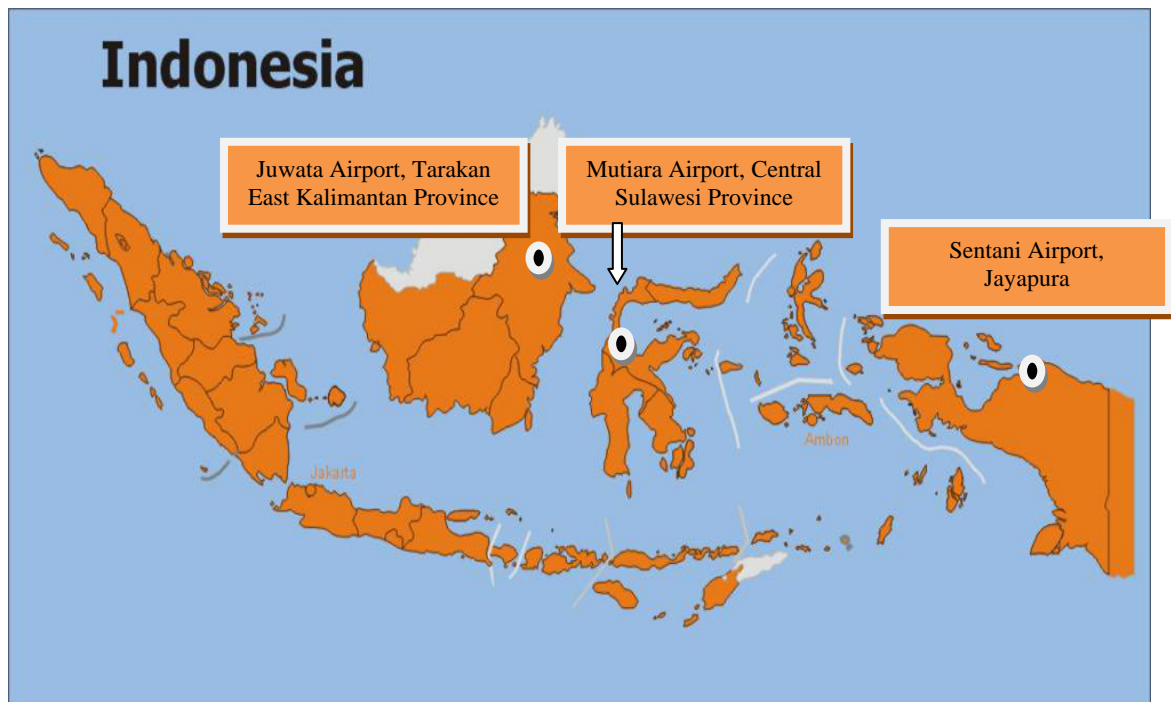 Indonesia
Juwata Airport, Tarakan
East Kalimantan Province
Mutiara Airport, Central
Sulawesi Province
Sentani Airport,
Jayapura
Ambon
Jakarta